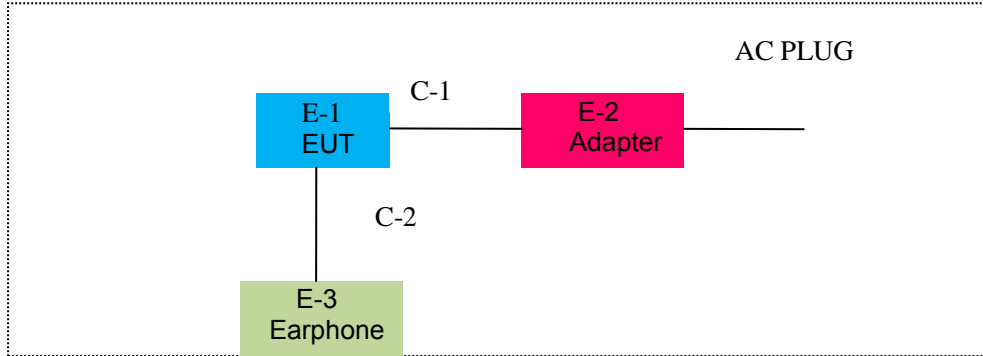 AC PLUG
C-1
E-1
EUT
E-2
Adapter
C-2
E-3
Earphone